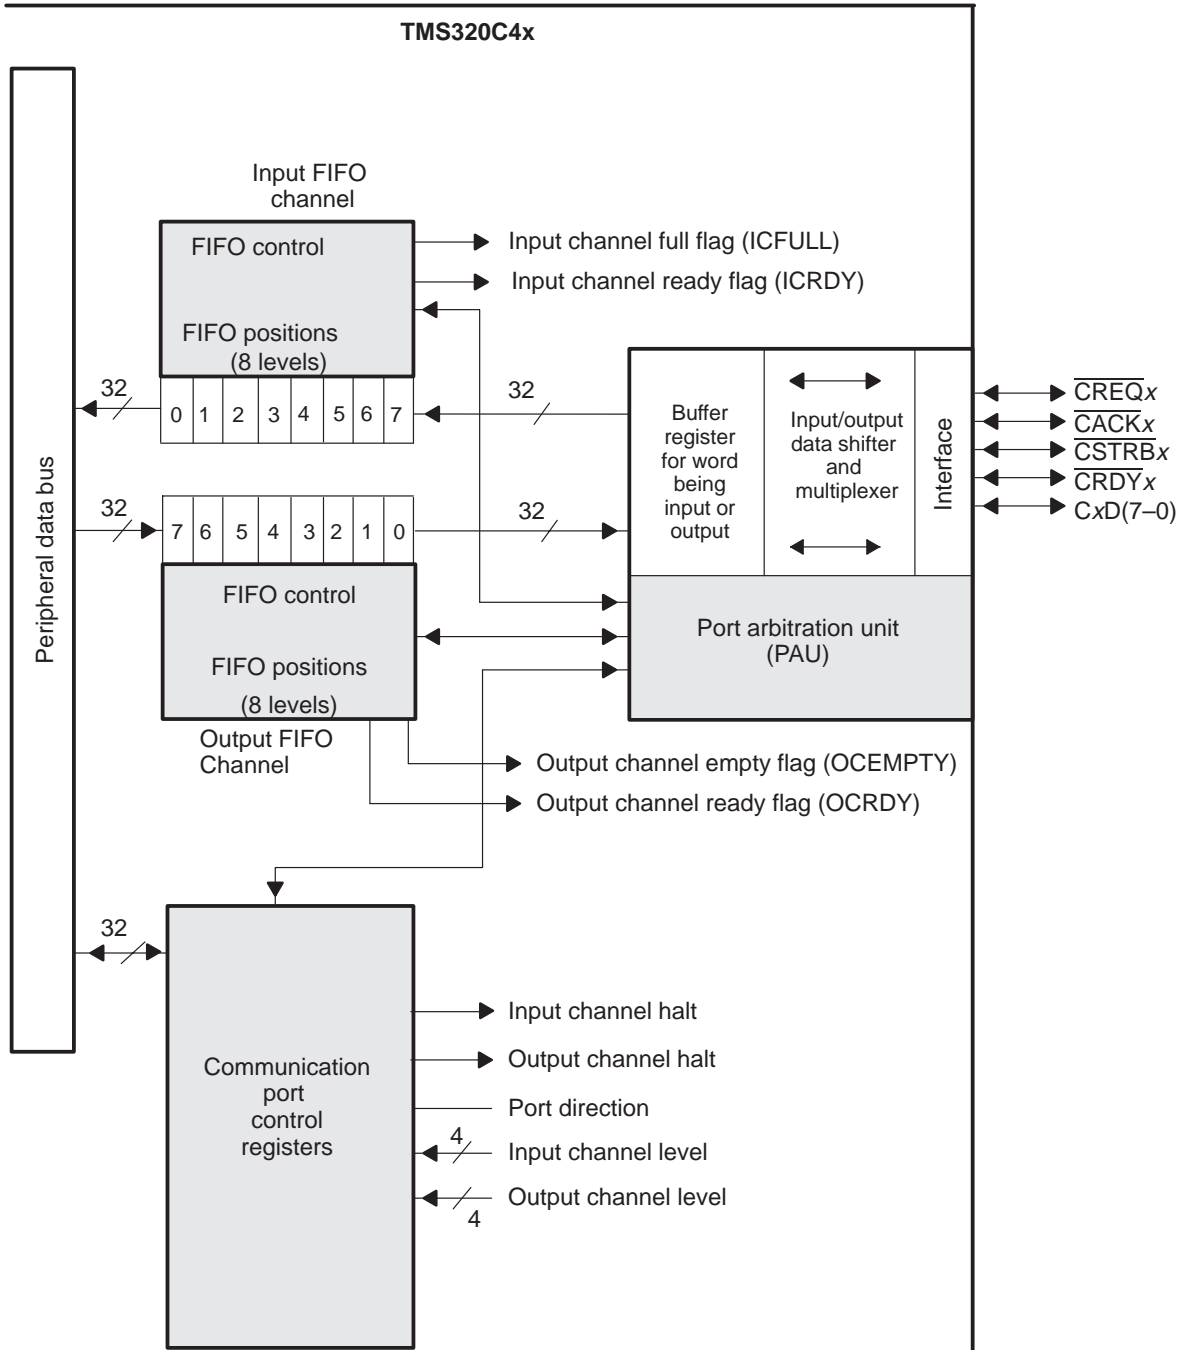 TMS320C4x
Input FIFO
channel
FIFO control
FIFO positions
(8 levels)
Input channel full flag (ICFULL)
Input channel ready flag (ICRDY)
32
0 1 2 3 4 5 6 7
32
Buffer
register
for word
being
input or
output
Input/output
data shifter
and
multiplexer
Interface
CREQx
CACKx
CSTRBx
CRDYx
CxD(7–0)
Peripheral data bus
32
7 6 5 4 3 2 1 0
32
FIFO control
FIFO positions
(8 levels)
Output FIFO
Channel
Port arbitration unit
(PAU)
Output channel empty flag (OCEMPTY)
Output channel ready flag (OCRDY)
32
Communication
port
control
registers
Input channel halt
Output channel halt
Port direction
4
Input channel level
Output channel level
4